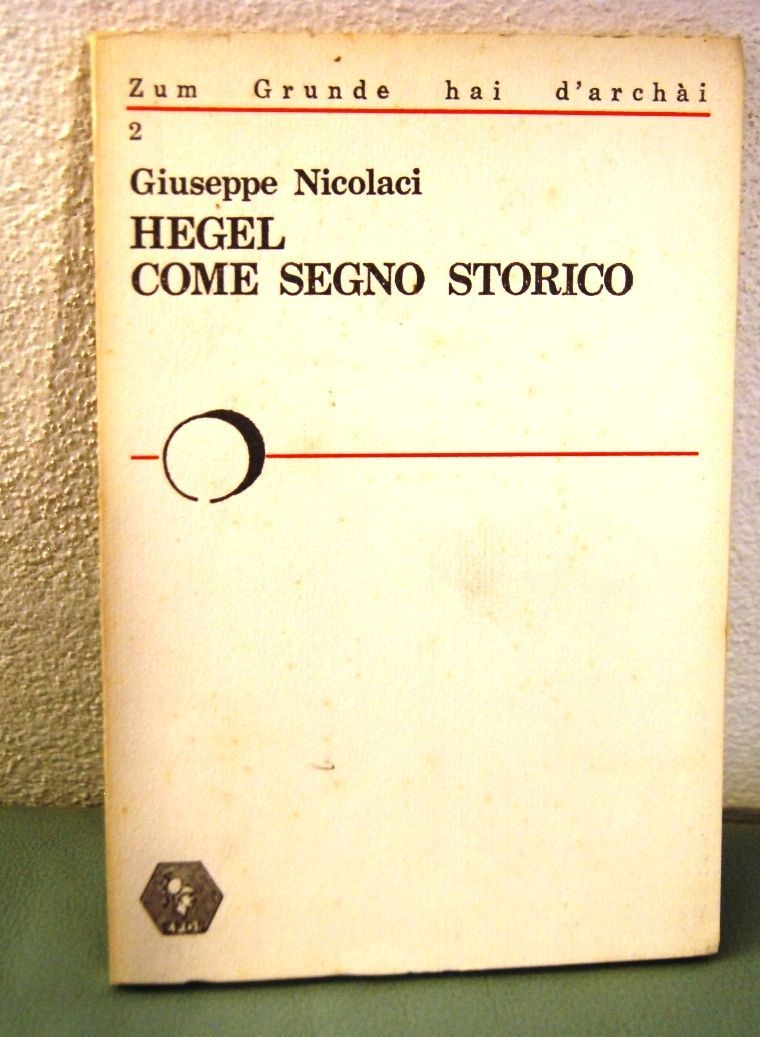 Zum Grunde hai d'archài
2
Giuseppe Nicolaci
HEGEL
COME SEGNO STORICO